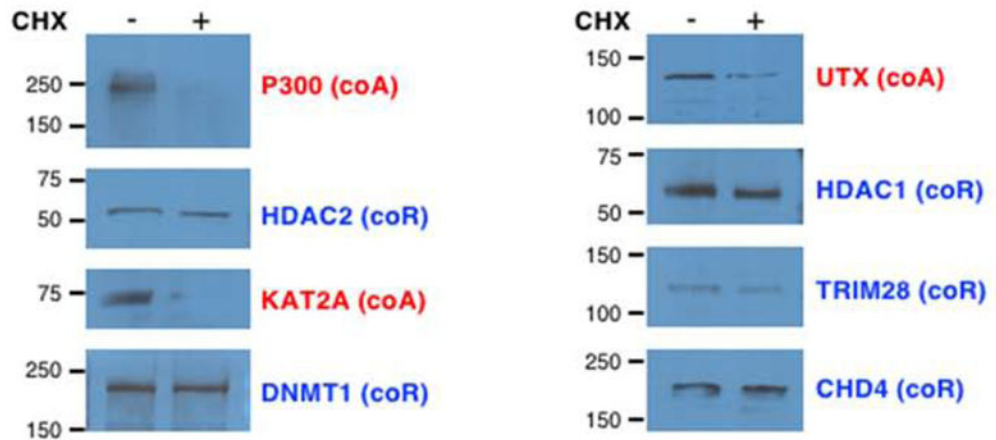 CHX - +
250
150
P300 (coA)
75
50
HDAC2 (coR)
75
KAT2A (coA)
250
150
DNMT1 (coR)
CHX - +
150
100
UTX (coA)
75
50
HDAC1 (coR)
150
100
TRIM28 (coR)
250
150
CHD4 (coR)